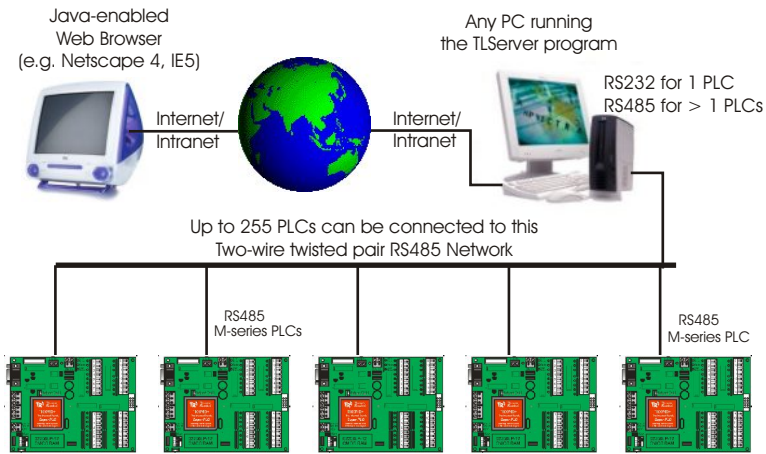 Java-enabled
Web Browser
(e.g. Netscape 4, IE5)
Any PC running
the TLServer program
RS232 for 1 PLC
RS485 for > 1 PLCs
Internet/
Intranet
Internet/
Intranet
Up to 255 PLCs can be connected to this
Two-wire twisted pair RS485 Network
RS485
M-series PLCs
RS485
M-series PLC